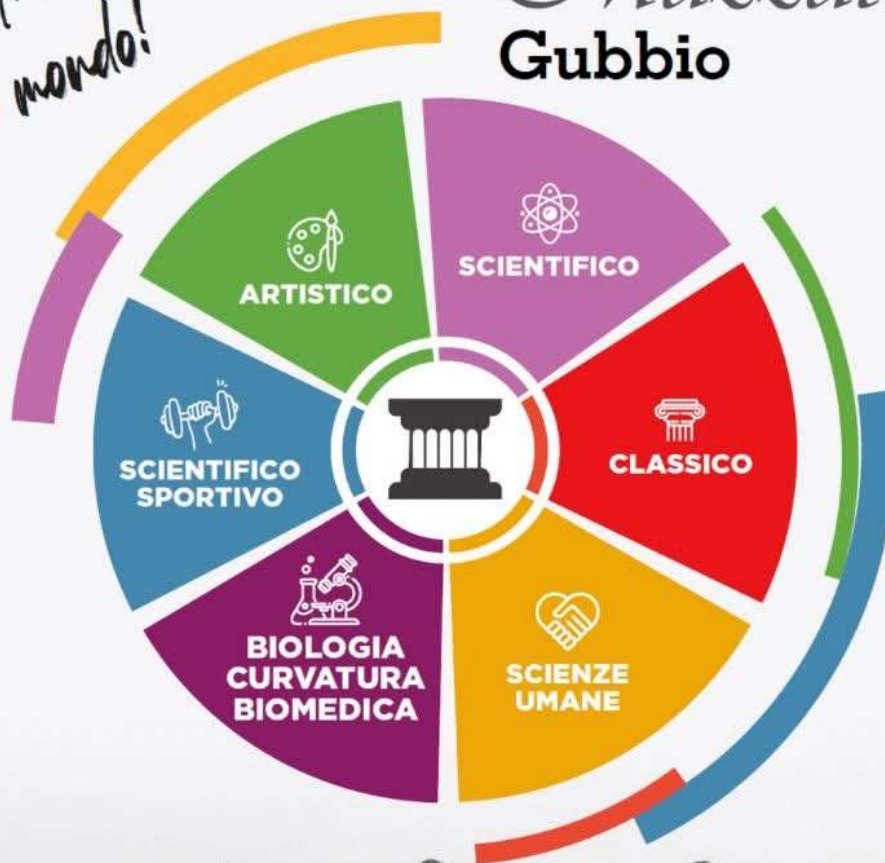 mondo!
Gubbio
ARTISTICO
SCIENTIFICO
SCIENTIFICO
SPORTIVO
CLASSICO
BIOLOGIA
CURVATURA
BIOMEDICA
SCIENZE
UMANE